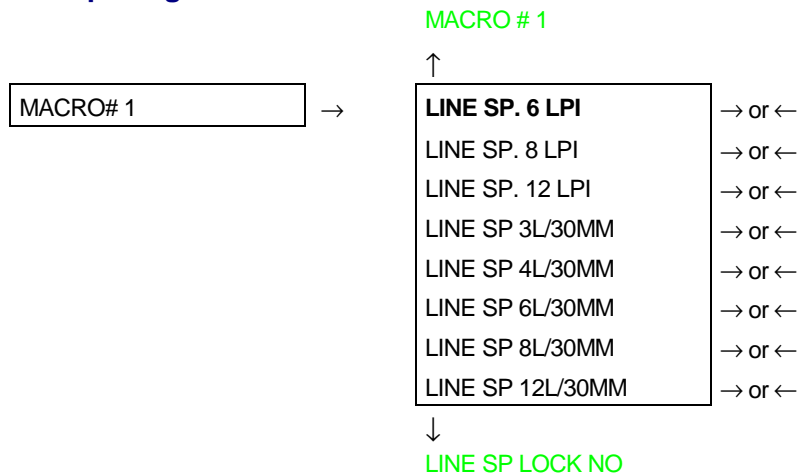 MACRO # 1
↑
MACRO# 1 → LINE SP. 6 LPI → or ←
LINE SP. 8 LPI → or ←
LINE SP. 12 LPI → or ←
LINE SP 3L/30MM → or ←
LINE SP 4L/30MM → or ←
LINE SP 6L/30MM → or ←
LINE SP 8L/30MM → or ←
LINE SP 12L/30MM → or ←
↓
LINE SP LOCK NO